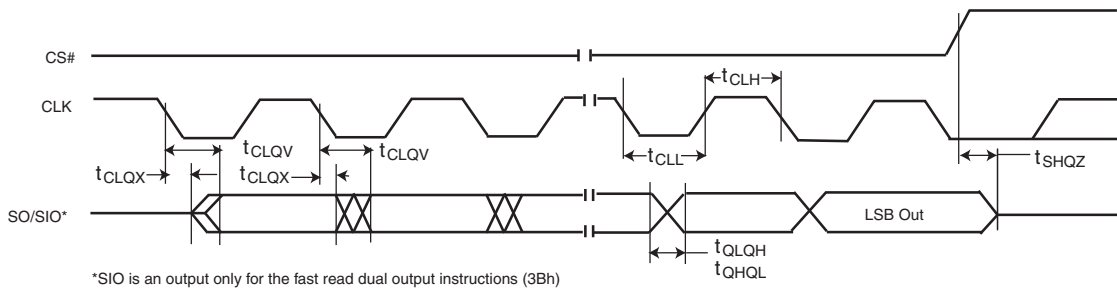 CS#
tCLH
CLK
tCLQV
tCLQV
tCLQX
tCLQX
tCLL
tSHQZ
SO/SIO*
LSB Out
tQLQH
tQHQL
*SIO is an output only for the fast read dual output instructions (3Bh)